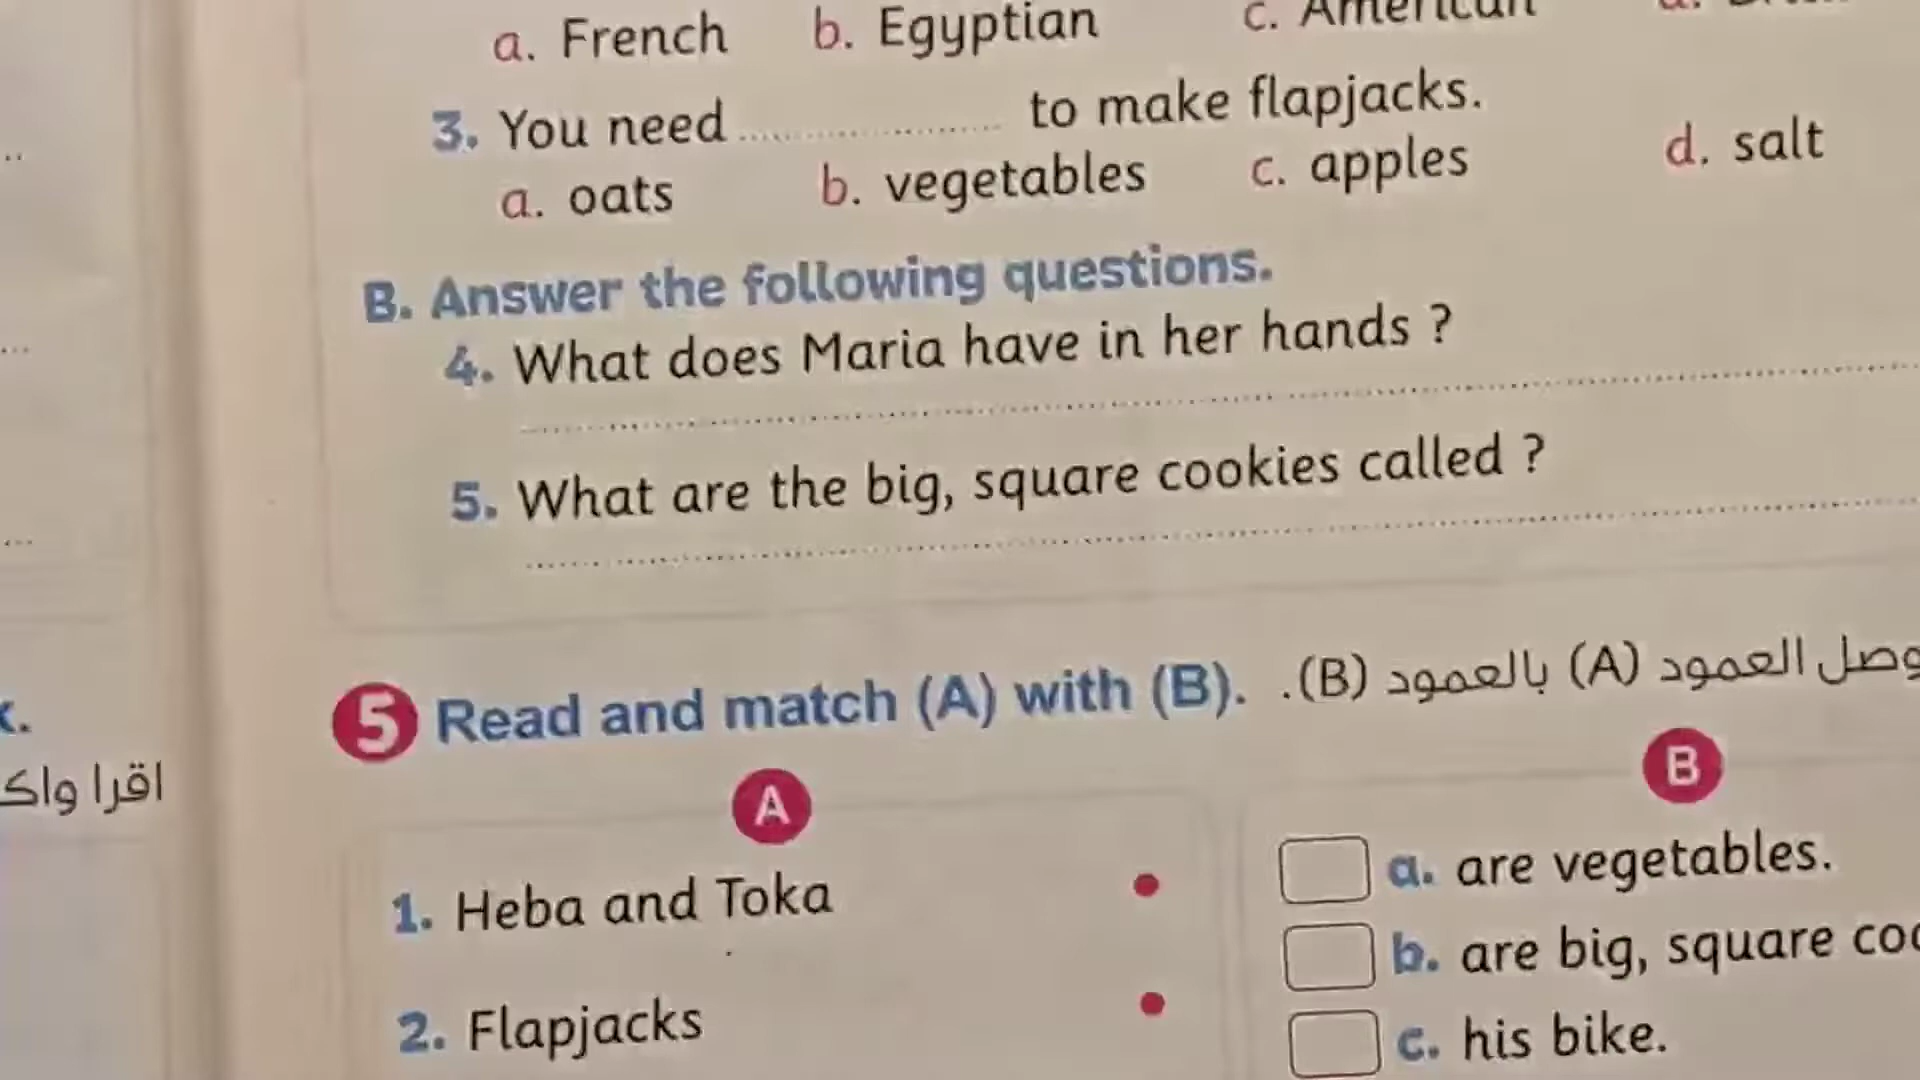 a. French b. Egyptian c. American
3. You need .................... to make flapjacks.
a. oats b. vegetables c. apples d. salt
B. Answer the following questions.
4. What does Maria have in her hands ?
5. What are the big, square cookies called ?
5 Read and match (A) with (B). وصل العمود (A) بالعمود (B).
اقرا واك
A B
1. Heba and Toka
a. are vegetables.
b. are big, square coo
2. Flapjacks
c. his bike.